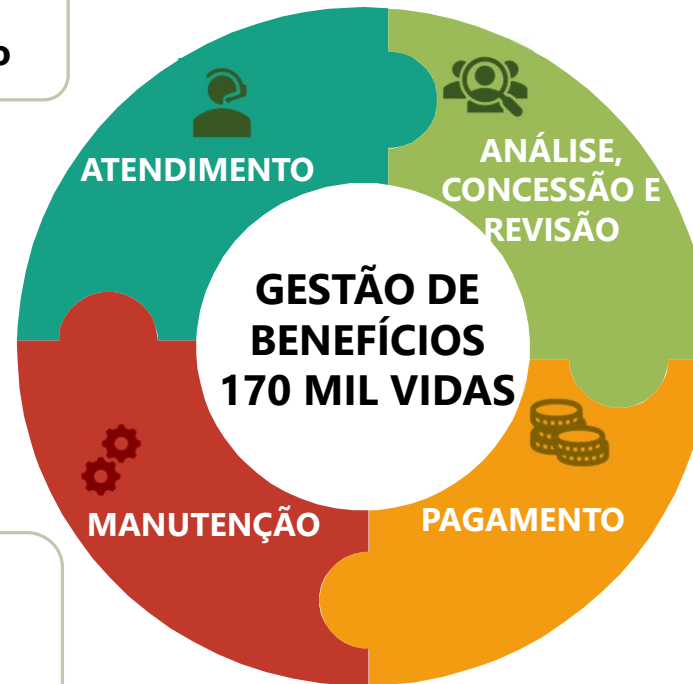 o
ATENDIMENTO
ANÁLISE,
CONCESSÃO E
REVISÃO
GESTÃO DE
BENEFÍCIOS
170 MIL VIDAS
MANUTENÇÃO
PAGAMENTO